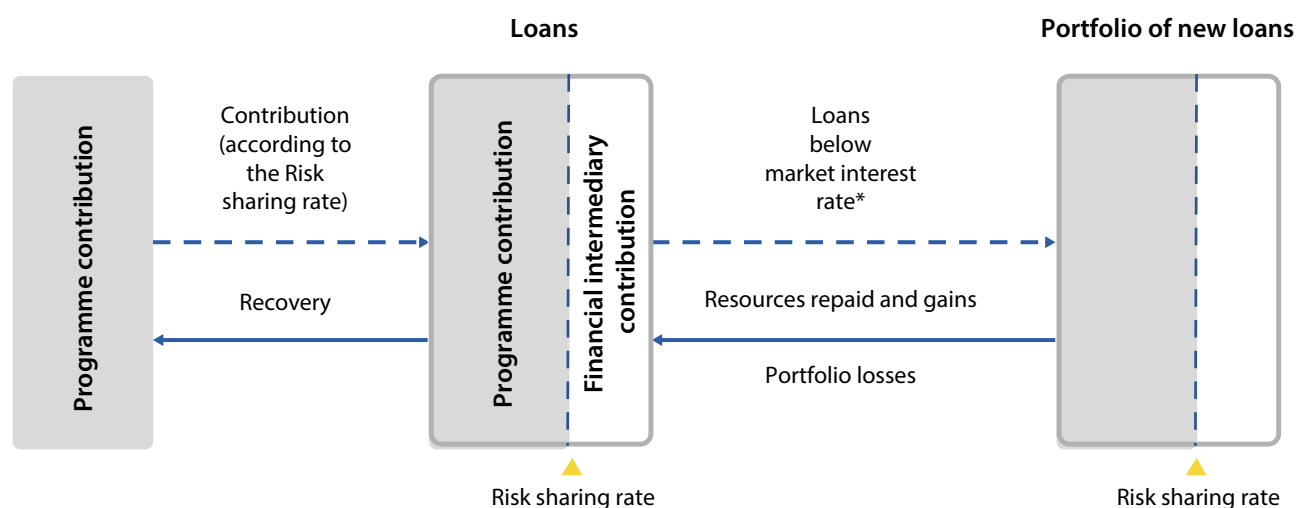 Loans
Portfolio of new loans
Programme contribution
Contribution
(according to
the Risk
sharing rate)
Recovery
Programme contribution
Financial intermediary
contribution
Loans
below
market interest
rate*
Resources repaid and gains
Portfolio losses
Risk sharing rate
Risk sharing rate